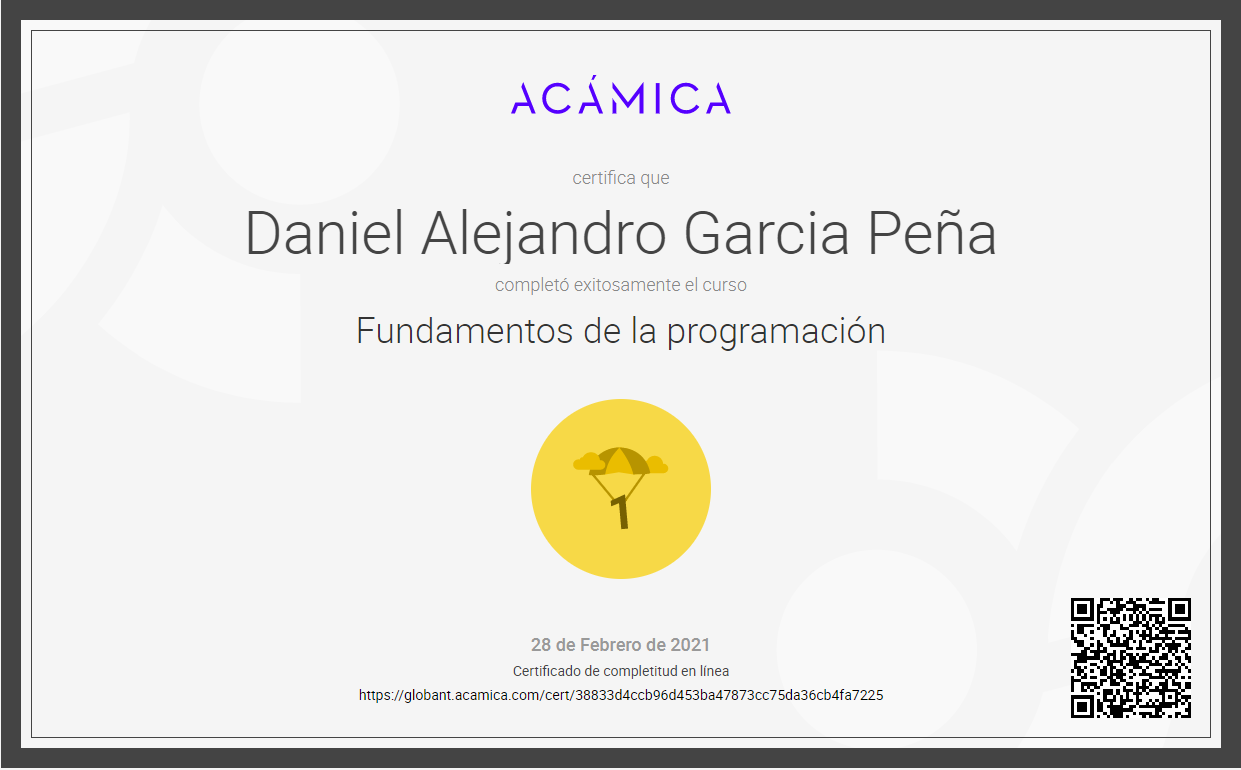 ACÁMICA
certifica que
Daniel Alejandro Garcia Peña
completó exitosamente el curso
Fundamentos de la programación
1
28 de Febrero de 2021
Certificado de completitud en línea
https://globant.acamica.com/cert/38833d4ccb96d453ba47873cc75da36cb4fa7225